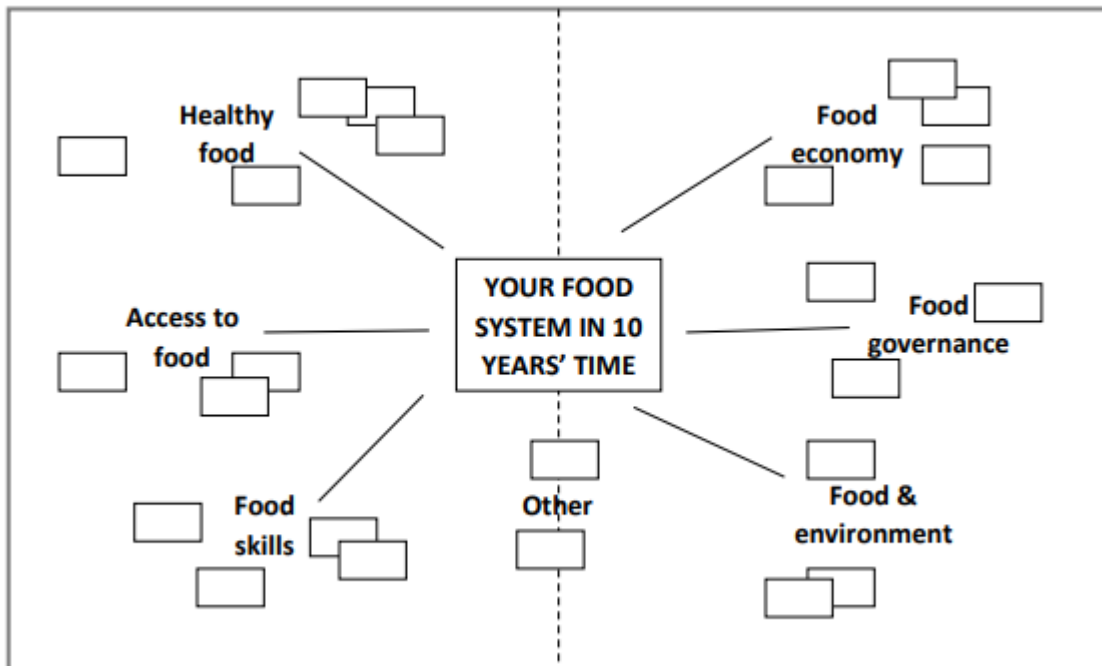 Healthy
food
Food
economy
YOUR FOOD
SYSTEM IN 10
YEARS’ TIME
Access to
food
Food
governance
Food
skills
Other
Food &
environment